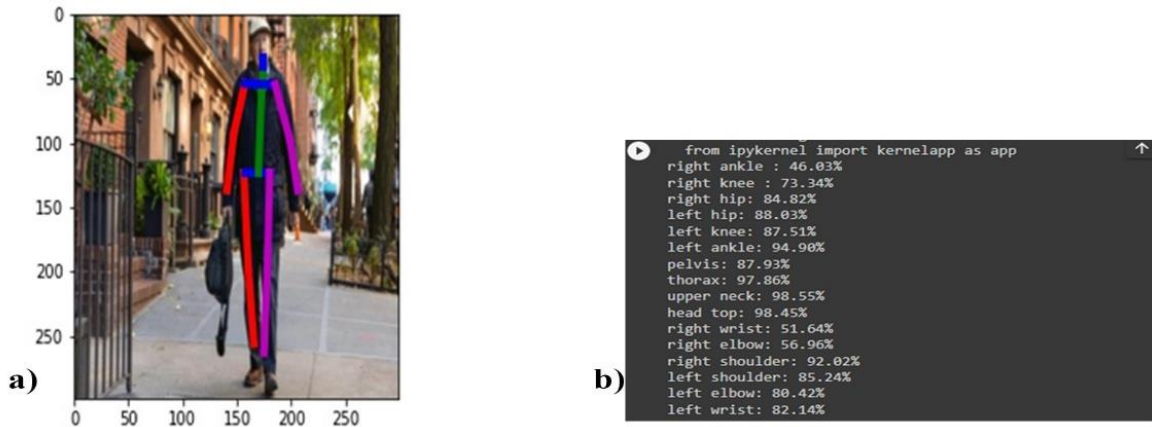 0
50
100
150
200
250
0 50 100 150 200 250
a)
from ipykernel import kernelapp as app
right ankle : 46.03%
right knee : 73.34%
right hip: 84.82%
left hip: 88.03%
left knee: 87.51%
left ankle: 94.90%
pelvis: 87.93%
thorax: 97.86%
upper neck: 98.55%
head top: 98.45%
right wrist: 51.64%
right elbow: 56.96%
right shoulder: 92.02%
left shoulder: 85.24%
left elbow: 80.42%
left wrist: 82.14%
b)